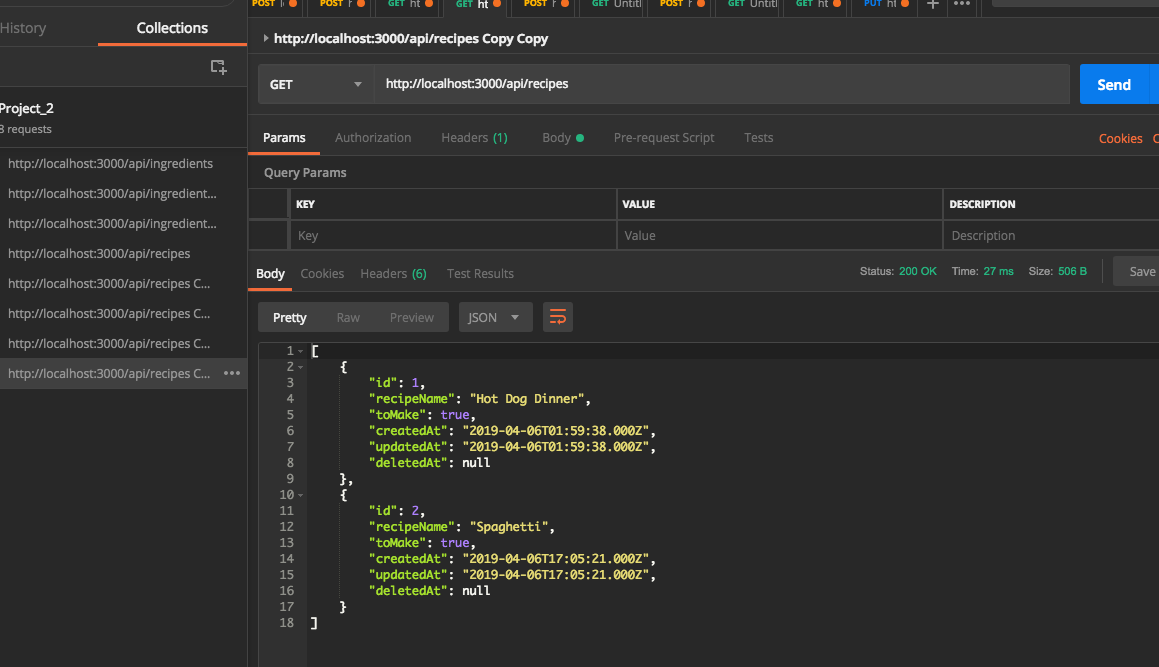 POST GET GET POST GET Untitl POST GET Untitl GET ht PUT ht + •••
History Collections
http://localhost:3000/api/recipes Copy Copy
GET http://localhost:3000/api/recipes Send
Project_2
8 requests
Params Authorization Headers (1) Body Pre-request Script Tests Cookies
http://localhost:3000/api/ingredients
http://localhost:3000/api/ingredient...
http://localhost:3000/api/ingredient...
http://localhost:3000/api/recipes
http://localhost:3000/api/recipes C...
http://localhost:3000/api/recipes C...
http://localhost:3000/api/recipes C...
http://localhost:3000/api/recipes C... •••
Query Params
KEY VALUE DESCRIPTION
Key Value Description
Body Cookies Headers (6) Test Results Status: 200 OK Time: 27 ms Size: 506 B Save
Pretty Raw Preview JSON
1 [
2 {
3 "id": 1,
4 "recipeName": "Hot Dog Dinner",
5 "toMake": true,
6 "createdAt": "2019-04-06T01:59:38.000Z",
7 "updatedAt": "2019-04-06T01:59:38.000Z",
8 "deletedAt": null
9 },
10 {
11 "id": 2,
12 "recipeName": "Spaghetti",
13 "toMake": true,
14 "createdAt": "2019-04-06T17:05:21.000Z",
15 "updatedAt": "2019-04-06T17:05:21.000Z",
16 "deletedAt": null
17 }
18 ]